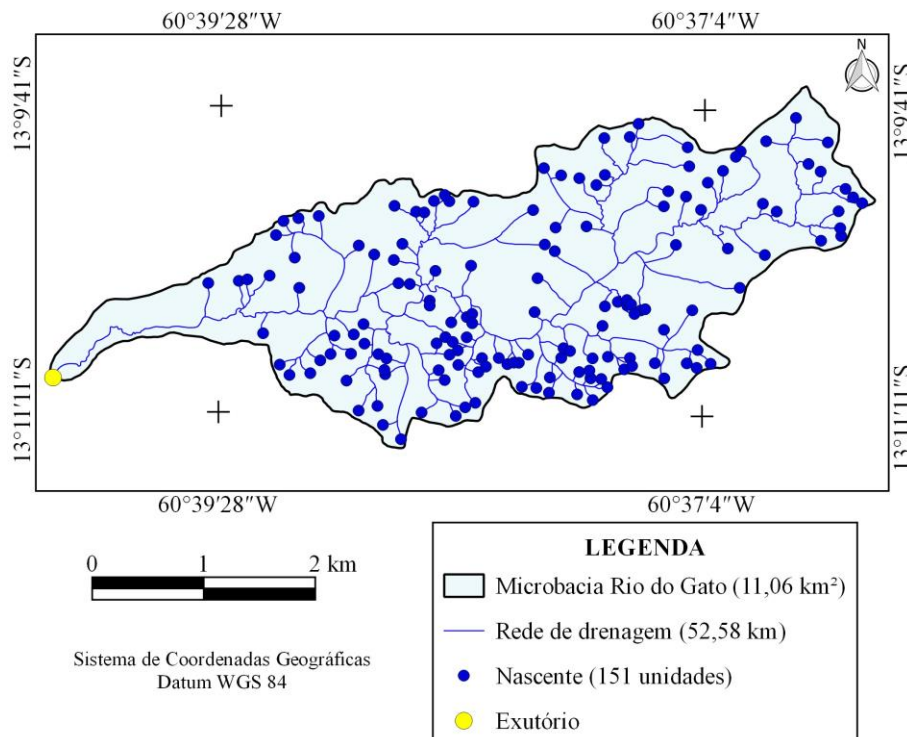 60°39'28"W 60°37'4"W
N
13°9'41"S 13°9'41"S
13°11'11"S 13°11'11"S
60°39'28"W 60°37'4"W
0 1 2 km
Sistema de Coordenadas Geográficas
Datum WGS 84
LEGENDA
Microbacia Rio do Gato (11,06 km²)
Rede de drenagem (52,58 km)
Nascente (151 unidades)
Exutório